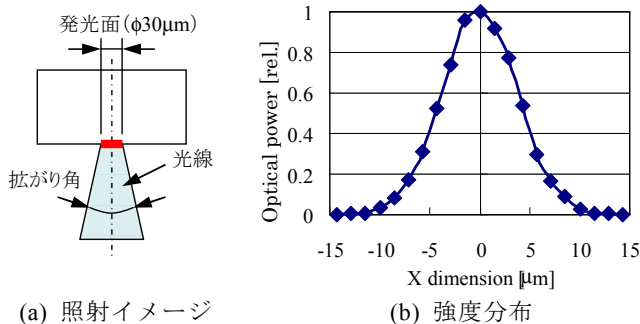 発光面(ϕ30μm)
光線
拡がり角
(a) 照射イメージ
Optical power [rel.]
1
0.8
0.6
0.4
0.2
0
-15
-10
-5
0
5
10
15
X dimension [μm]
(b) 強度分布